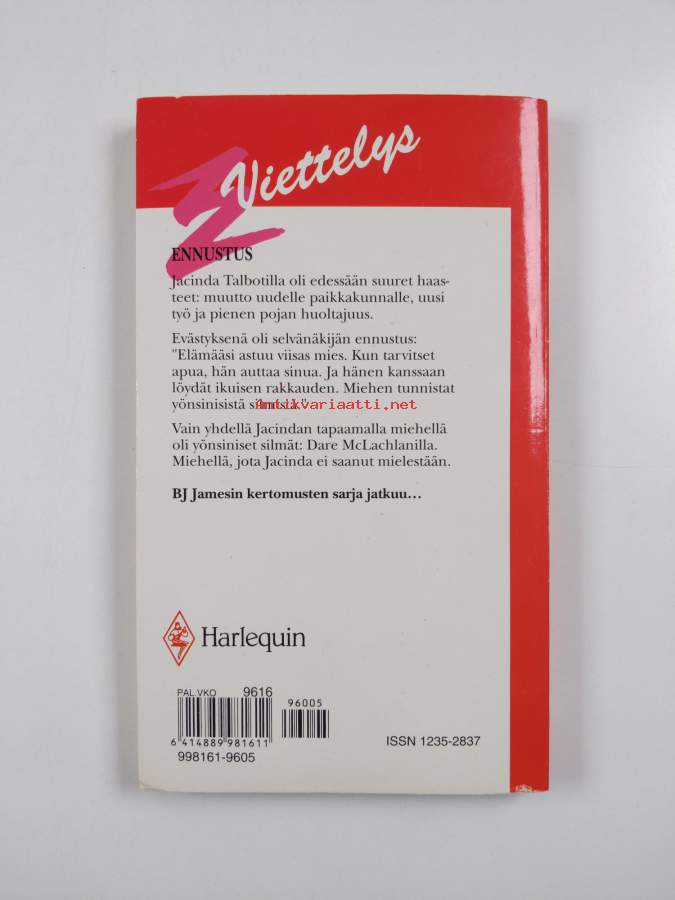 Viettelys
ENNUSTUS
Jacinda Talbotilla oli edessään suuret haas-
teet: muutto uudelle paikkakunnalle, uusi
työ ja pienen pojan huoltajuus.
Evästyksenä oli selvänäkijän ennustus:
"Elämääsi astuu viisas mies. Kun tarvitset
apua, hän auttaa sinua. Ja hänen kanssaan
löydät ikuisen rakkauden. Miehen tunnistat
yönsinisistä silmistä."
Antikvariaatti.net
Vain yhdellä Jacindan tapaamalla miehellä
oli yönsiniset silmät: Dare McLachlanilla.
Miehellä, jota Jacinda ei saanut mielestään.
BJ Jamesin kertomusten sarja jatkuu...
Harlequin
PAL.VKO 9616
96005
6 414889 981611
998161-9605
ISSN 1235-2837